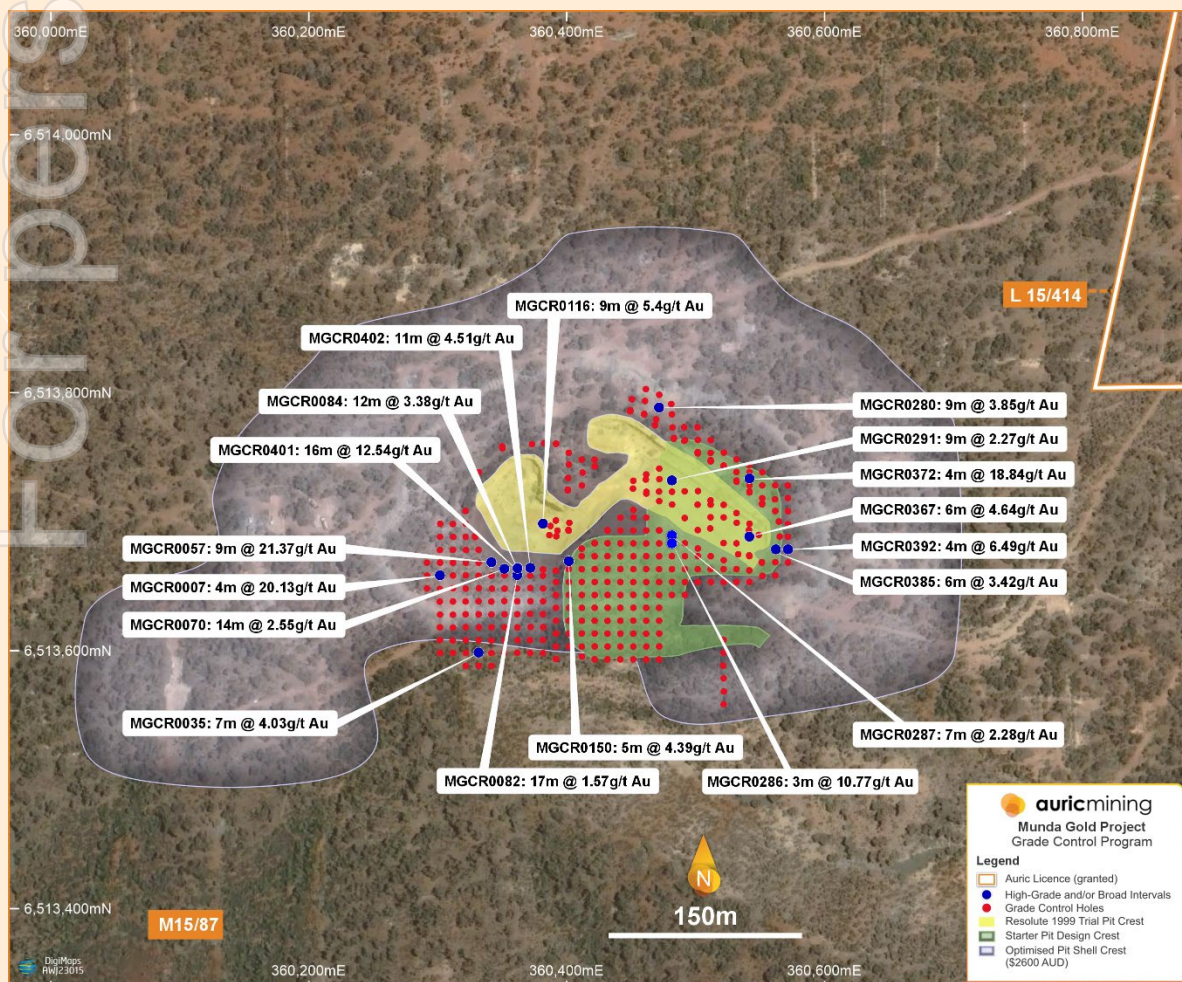 For pers
360,000mE
360,200mE
360,400mE
360,600mE
360,800mE
6,514,000mN
L 15/414
MGCR0116: 9m @ 5.4g/t Au
MGCR0402: 11m @ 4.51g/t Au
6,513,800mN
MGCR0084: 12m @ 3.38g/t Au
MGCR0280: 9m @ 3.85g/t Au
MGCR0401: 16m @ 12.54g/t Au
MGCR0291: 9m @ 2.27g/t Au
MGCR0372: 4m @ 18.84g/t Au
MGCR0367: 6m @ 4.64g/t Au
MGCR0057: 9m @ 21.37g/t Au
MGCR0392: 4m @ 6.49g/t Au
MGCR0007: 4m @ 20.13g/t Au
MGCR0385: 6m @ 3.42g/t Au
MGCR0070: 14m @ 2.55g/t Au
6,513,600mN
MGCR0035: 7m @ 4.03g/t Au
MGCR0287: 7m @ 2.28g/t Au
MGCR0150: 5m @ 4.39g/t Au
MGCR0082: 17m @ 1.57g/t Au
MGCR0286: 3m @ 10.77g/t Au
N
150m
6,513,400mN
M15/87
auricmining
Munda Gold Project
Grade Control Program
Legend
Auric Licence (granted)
High-Grade and/or Broad Intervals
Grade Control Holes
Resolute 1999 Trial Pit Crest
Starter Pit Design Crest
Optimised Pit Shell Crest
($2600 AUD)
DigiMaps
AWJ23015
360,200mE
360,400mE
360,600mE